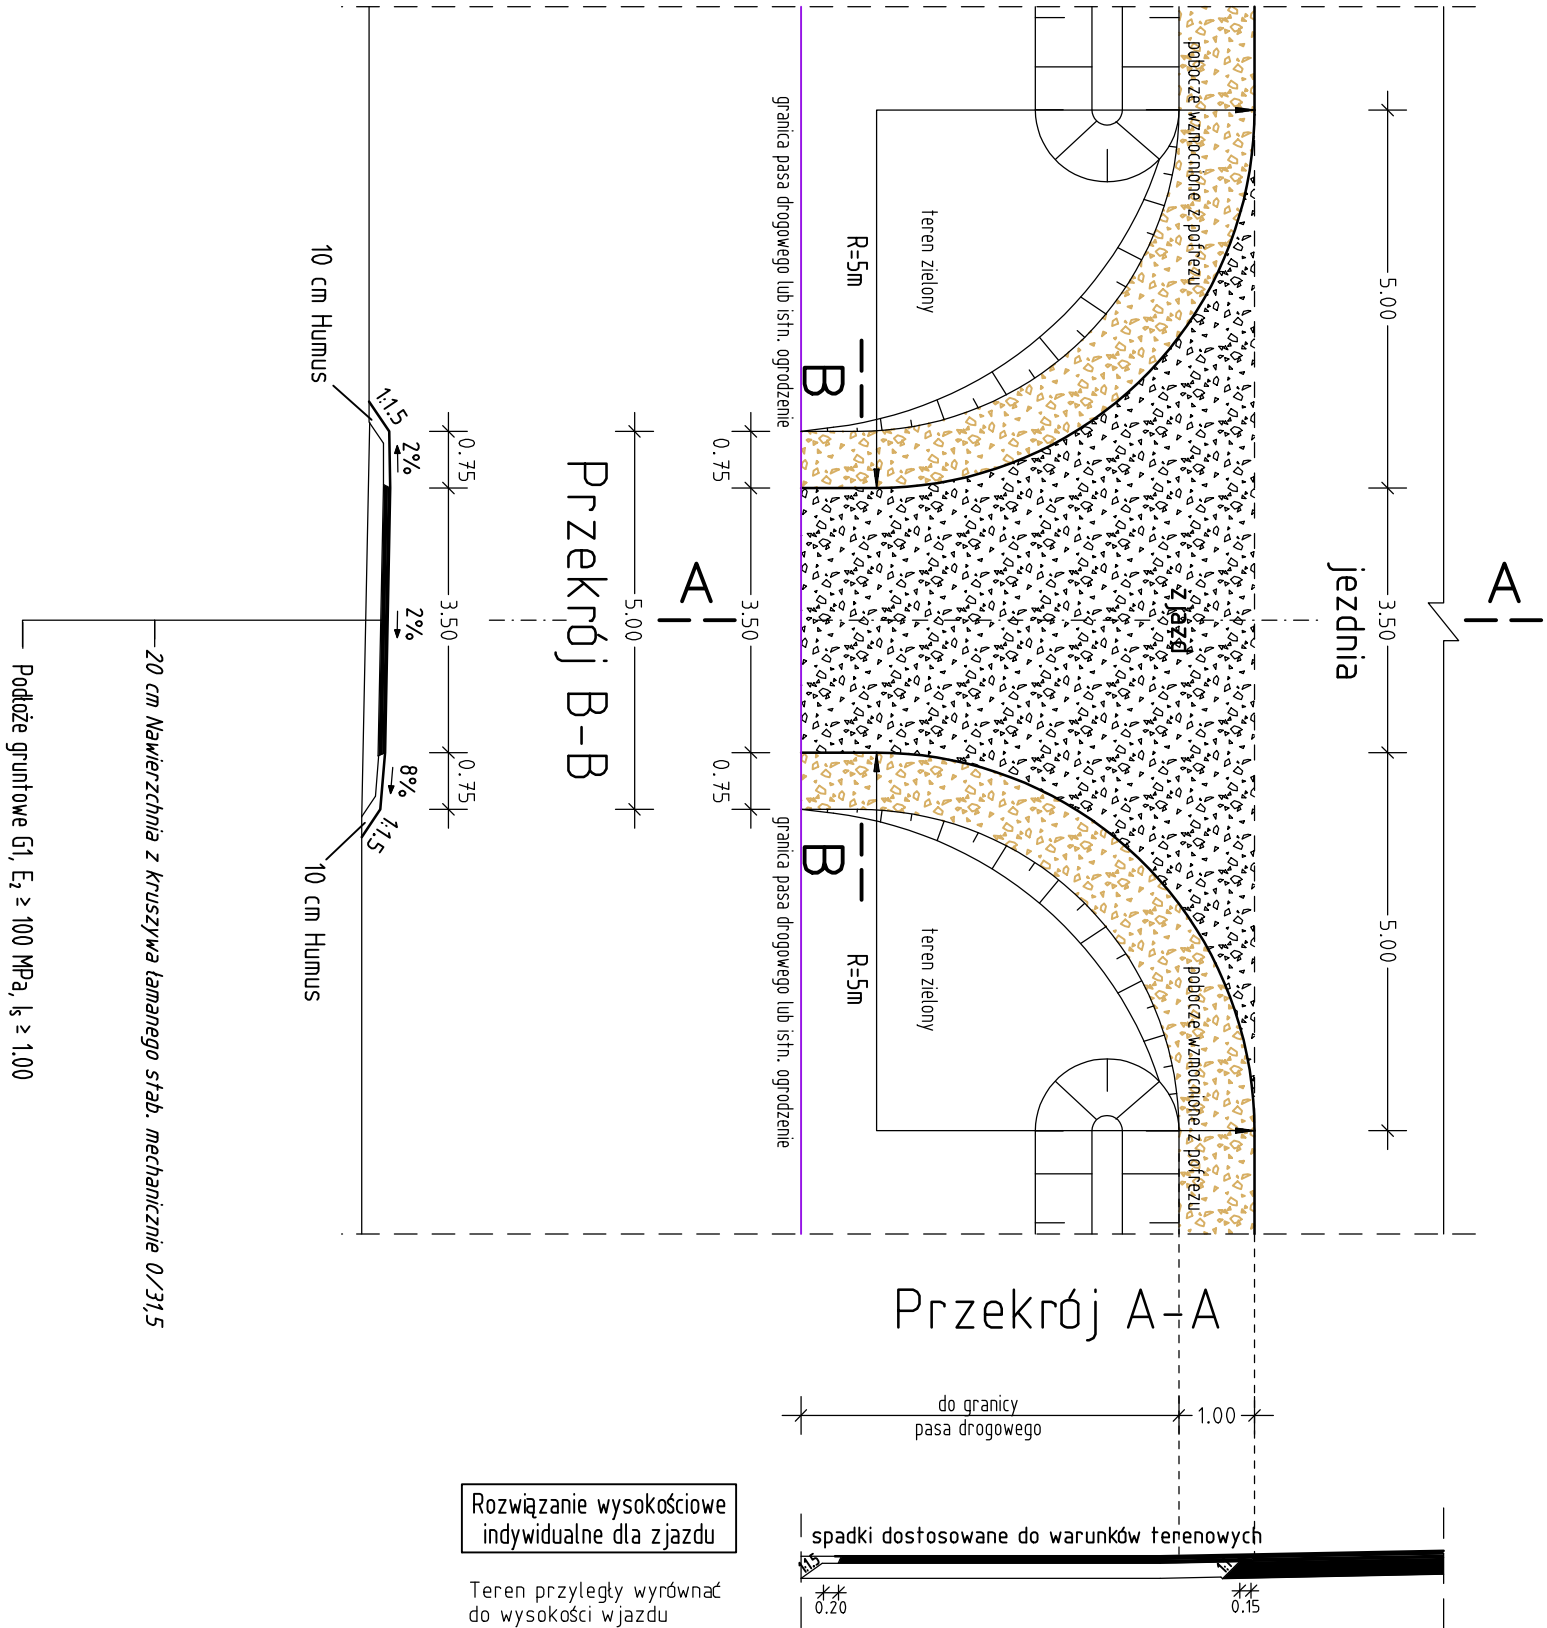 pobocze wzmocnione z pofrezu
granica pasa drogowego lub istn. ogrodzenie
teren zielony
R=5m
5.00
B
10 cm Humus
1:1.5
2%
0.75
0.75
Przekrój B-B
A
A
jezdnia
zjazd
3.50
2%
3.50
5.00
3.50
20 cm Nawierzchnia z kruszywa łamanego stab. mechanicznie 0/31,5
Podłoże gruntowe G1, E₂ ≥ 100 MPa, Iₛ ≥ 1.00
0.75
0.75
8%
1:1.5
10 cm Humus
B
granica pasa drogowego lub istn. ogrodzenie
R=5m
teren zielony
5.00
pobocze wzmocnione z pofrezu
Przekrój A-A
do granicy
pasa drogowego
1.00
Rozwiązanie wysokościowe
indywidualne dla zjazdu
spadki dostosowane do warunków terenowych
1:1.5
Teren przyległy wyrównać
do wysokości wjazdu
0.20
0.15